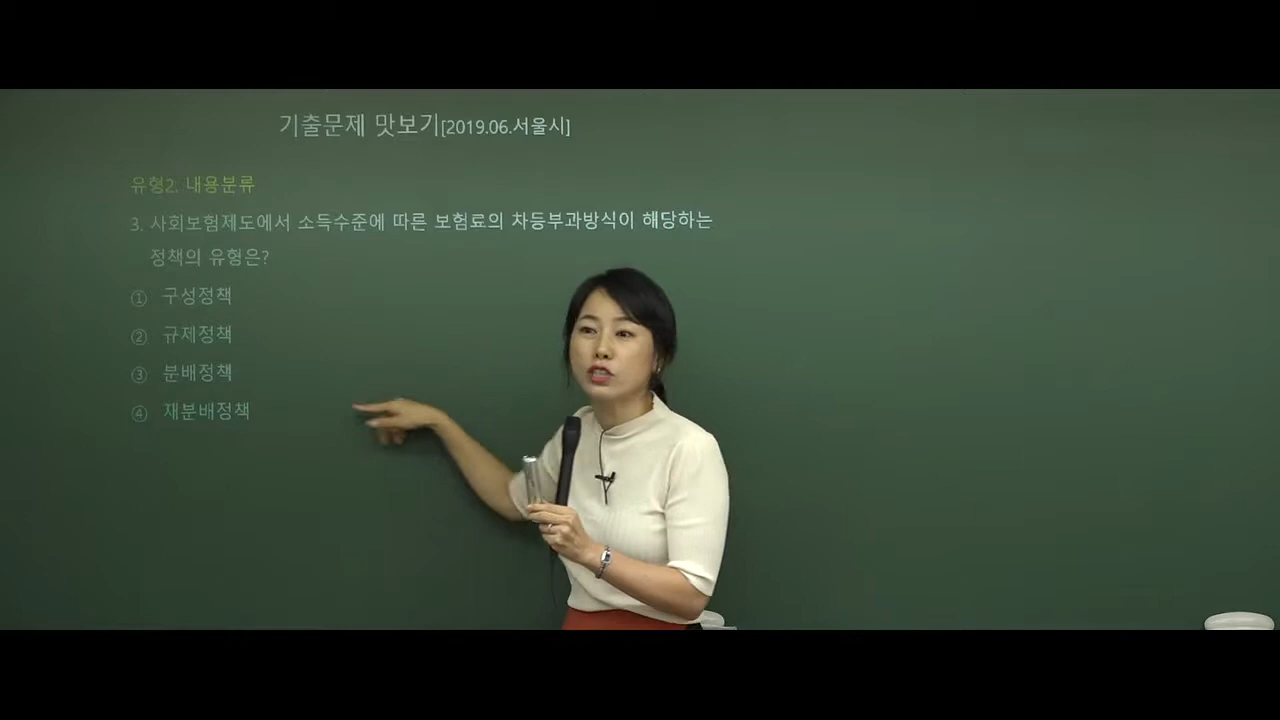 기출문제 맛보기[2019.06.서울시]
유형2. 내용분류
3. 사회보험제도에서 소득수준에 따른 보험료의 차등부과방식이 해당하는
정책의 유형은?
① 구성정책
② 규제정책
③ 분배정책
④ 재분배정책